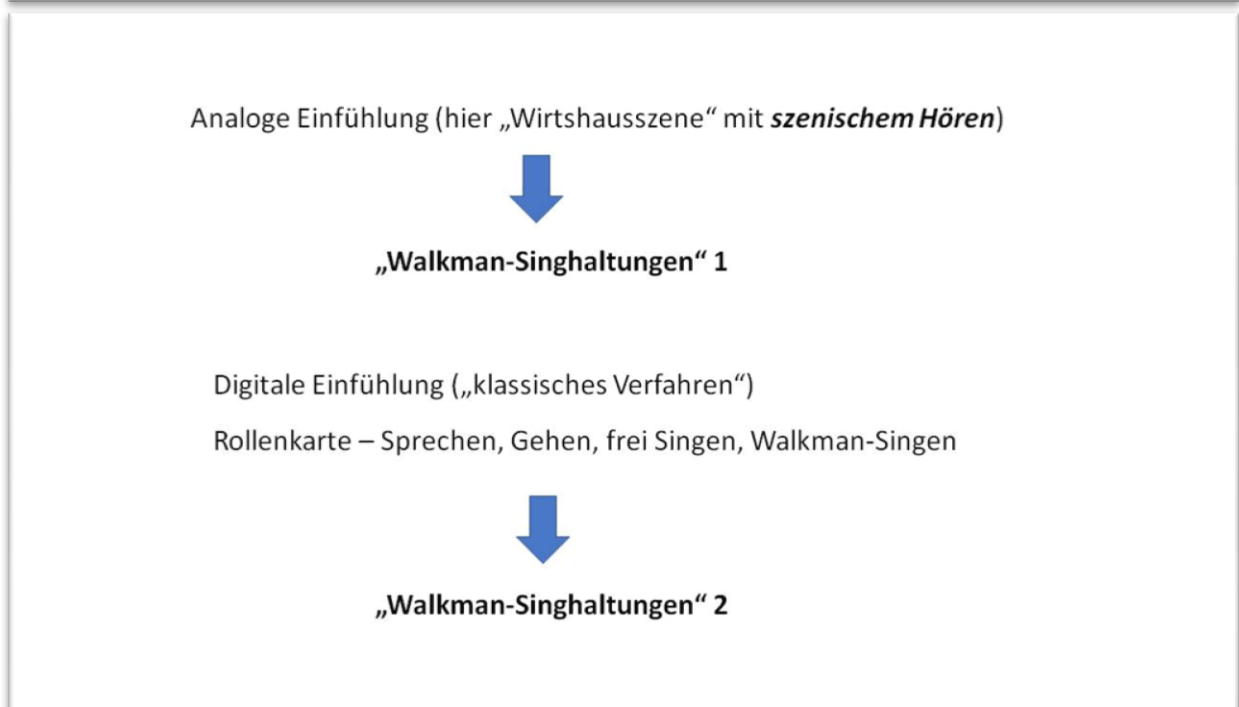 Analoge Einfühlung (hier „Wirtshausszene“ mit szenischem Hören)
„Walkman-Singhaltungen“ 1
Digitale Einfühlung („klassisches Verfahren“)
Rollenkarte – Sprechen, Gehen, frei Singen, Walkman-Singen
„Walkman-Singhaltungen“ 2